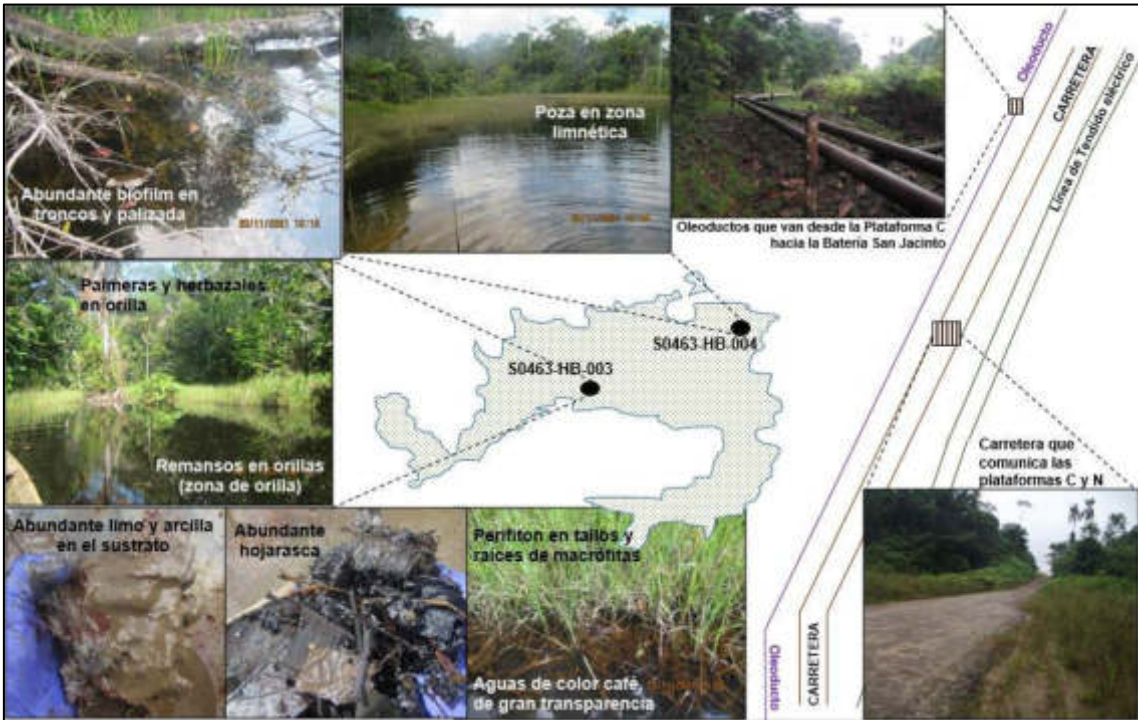 Abundante biofilm en
troncos y palizada
Poza en zona
limnética
Oleoductos que van desde la Plataforma C
hacia la Batería San Jacinto
Oleoducto
CARRETERA
Línea de Tendido eléctrico
Palmeras y herbazales
en orilla
Remansos en orillas
(zona de orilla)
S0463-HB-003
S0463-HB-004
Carretera que
comunica las
plataformas C y N
Abundante limo y arcilla
en el sustrato
Abundante
hojarasca
Perifiton en tallos y
raíces de macrófitas
Aguas de color café,
de gran transparencia
Oleoducto
CARRETERA